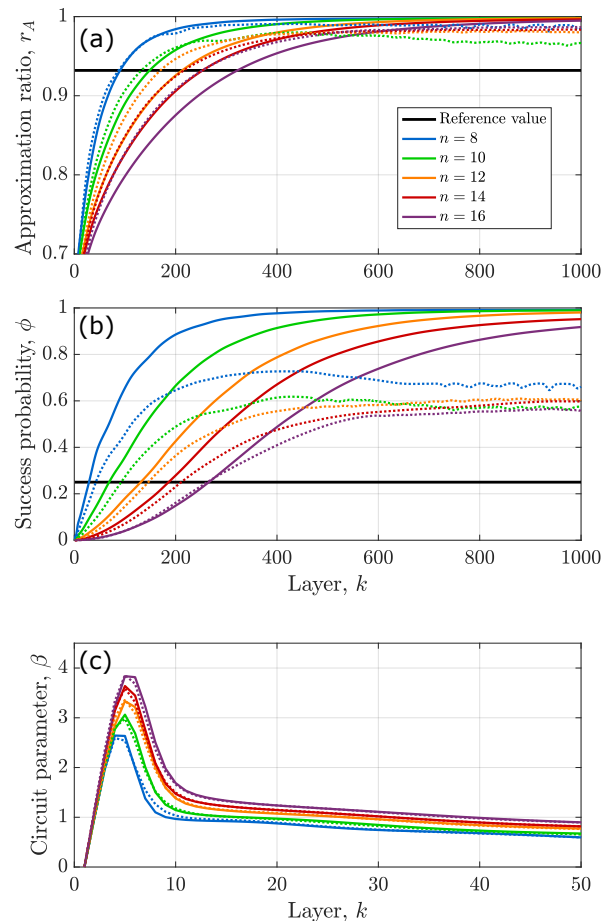 (a)
Approximation ratio, r_A
1
0.9
0.8
0.7
Reference value
n = 8
n = 10
n = 12
n = 14
n = 16
0 200 400 600 800 1000
(b)
Success probability, ϕ
1
0.8
0.6
0.4
0.2
0
0 200 400 600 800 1000
Layer, k
(c)
Circuit parameter, β
4
3
2
1
0
0 10 20 30 40 50
Layer, k